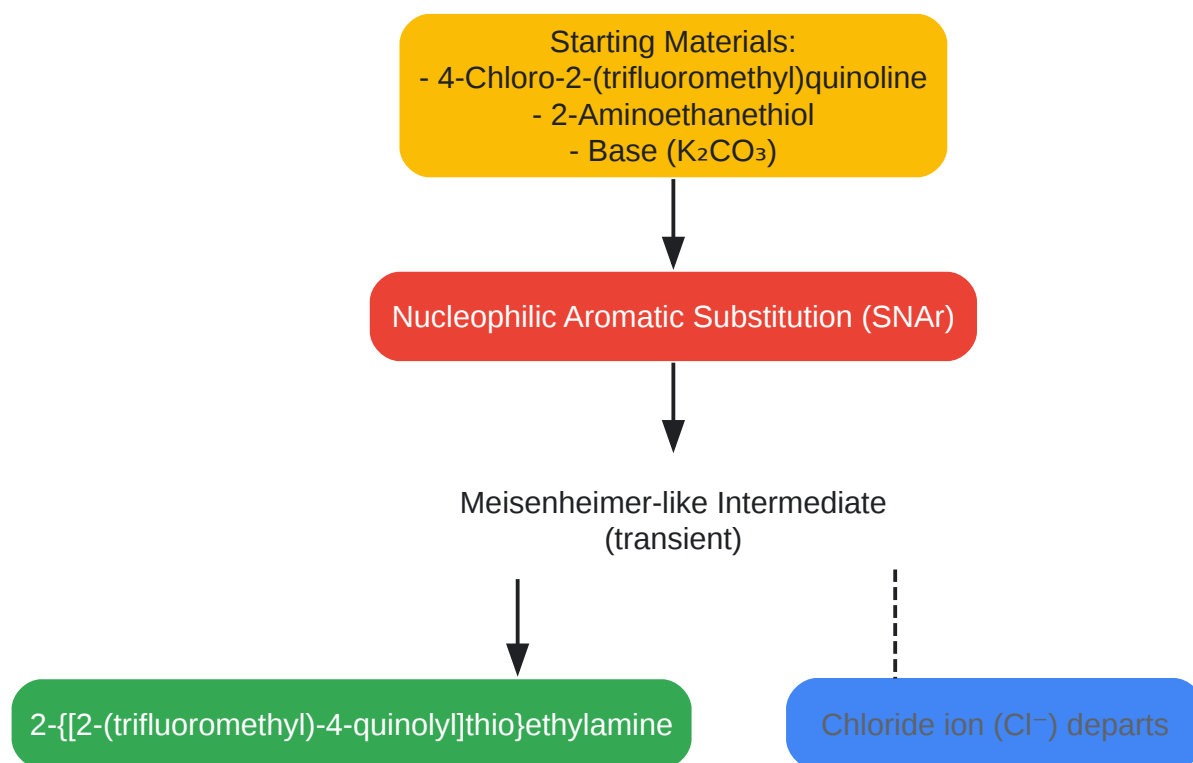 Starting Materials:
- 4-Chloro-2-(trifluoromethyl)quinoline
- 2-Aminoethanethiol
- Base (K₂CO₃)
Nucleophilic Aromatic Substitution (SNAr)
Meisenheimer-like Intermediate
(transient)
2-{[2-(trifluoromethyl)-4-quinolyl]thio}ethylamine
Chloride ion (Cl⁻) departs